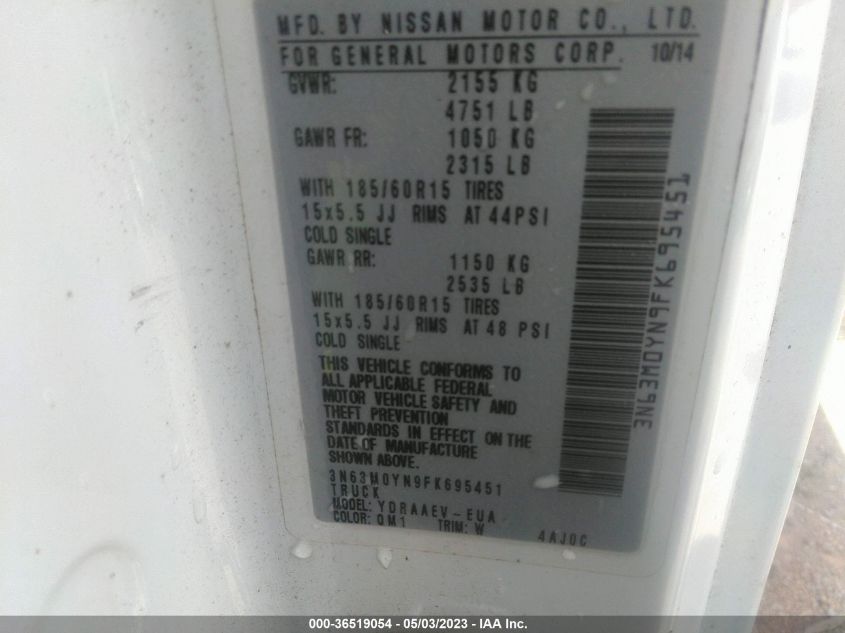 MFD. BY NISSAN MOTOR CO., LTD.
FOR GENERAL MOTORS CORP. 10/14
GVWR: 2155 KG
4751 LB
GAWR FR: 1050 KG
2315 LB
WITH 185/60R15 TIRES
15x5.5 JJ RIMS AT 44PSI
COLD SINGLE
GAWR RR: 1150 KG
2535 LB
WITH 185/60R15 TIRES
15x5.5 JJ RIMS AT 48 PSI
COLD SINGLE
THIS VEHICLE CONFORMS TO
ALL APPLICABLE FEDERAL
MOTOR VEHICLE SAFETY AND
THEFT PREVENTION
STANDARDS IN EFFECT ON THE
DATE OF MANUFACTURE
SHOWN ABOVE.
3N63M0YN9FK695451
TRUCK
MODEL: YDRAAEV-EUA
COLOR: QM1 TRIM: W
4AJ0C
3N63M0YN9FK695451
000-36519054 - 05/03/2023 - IAA Inc.